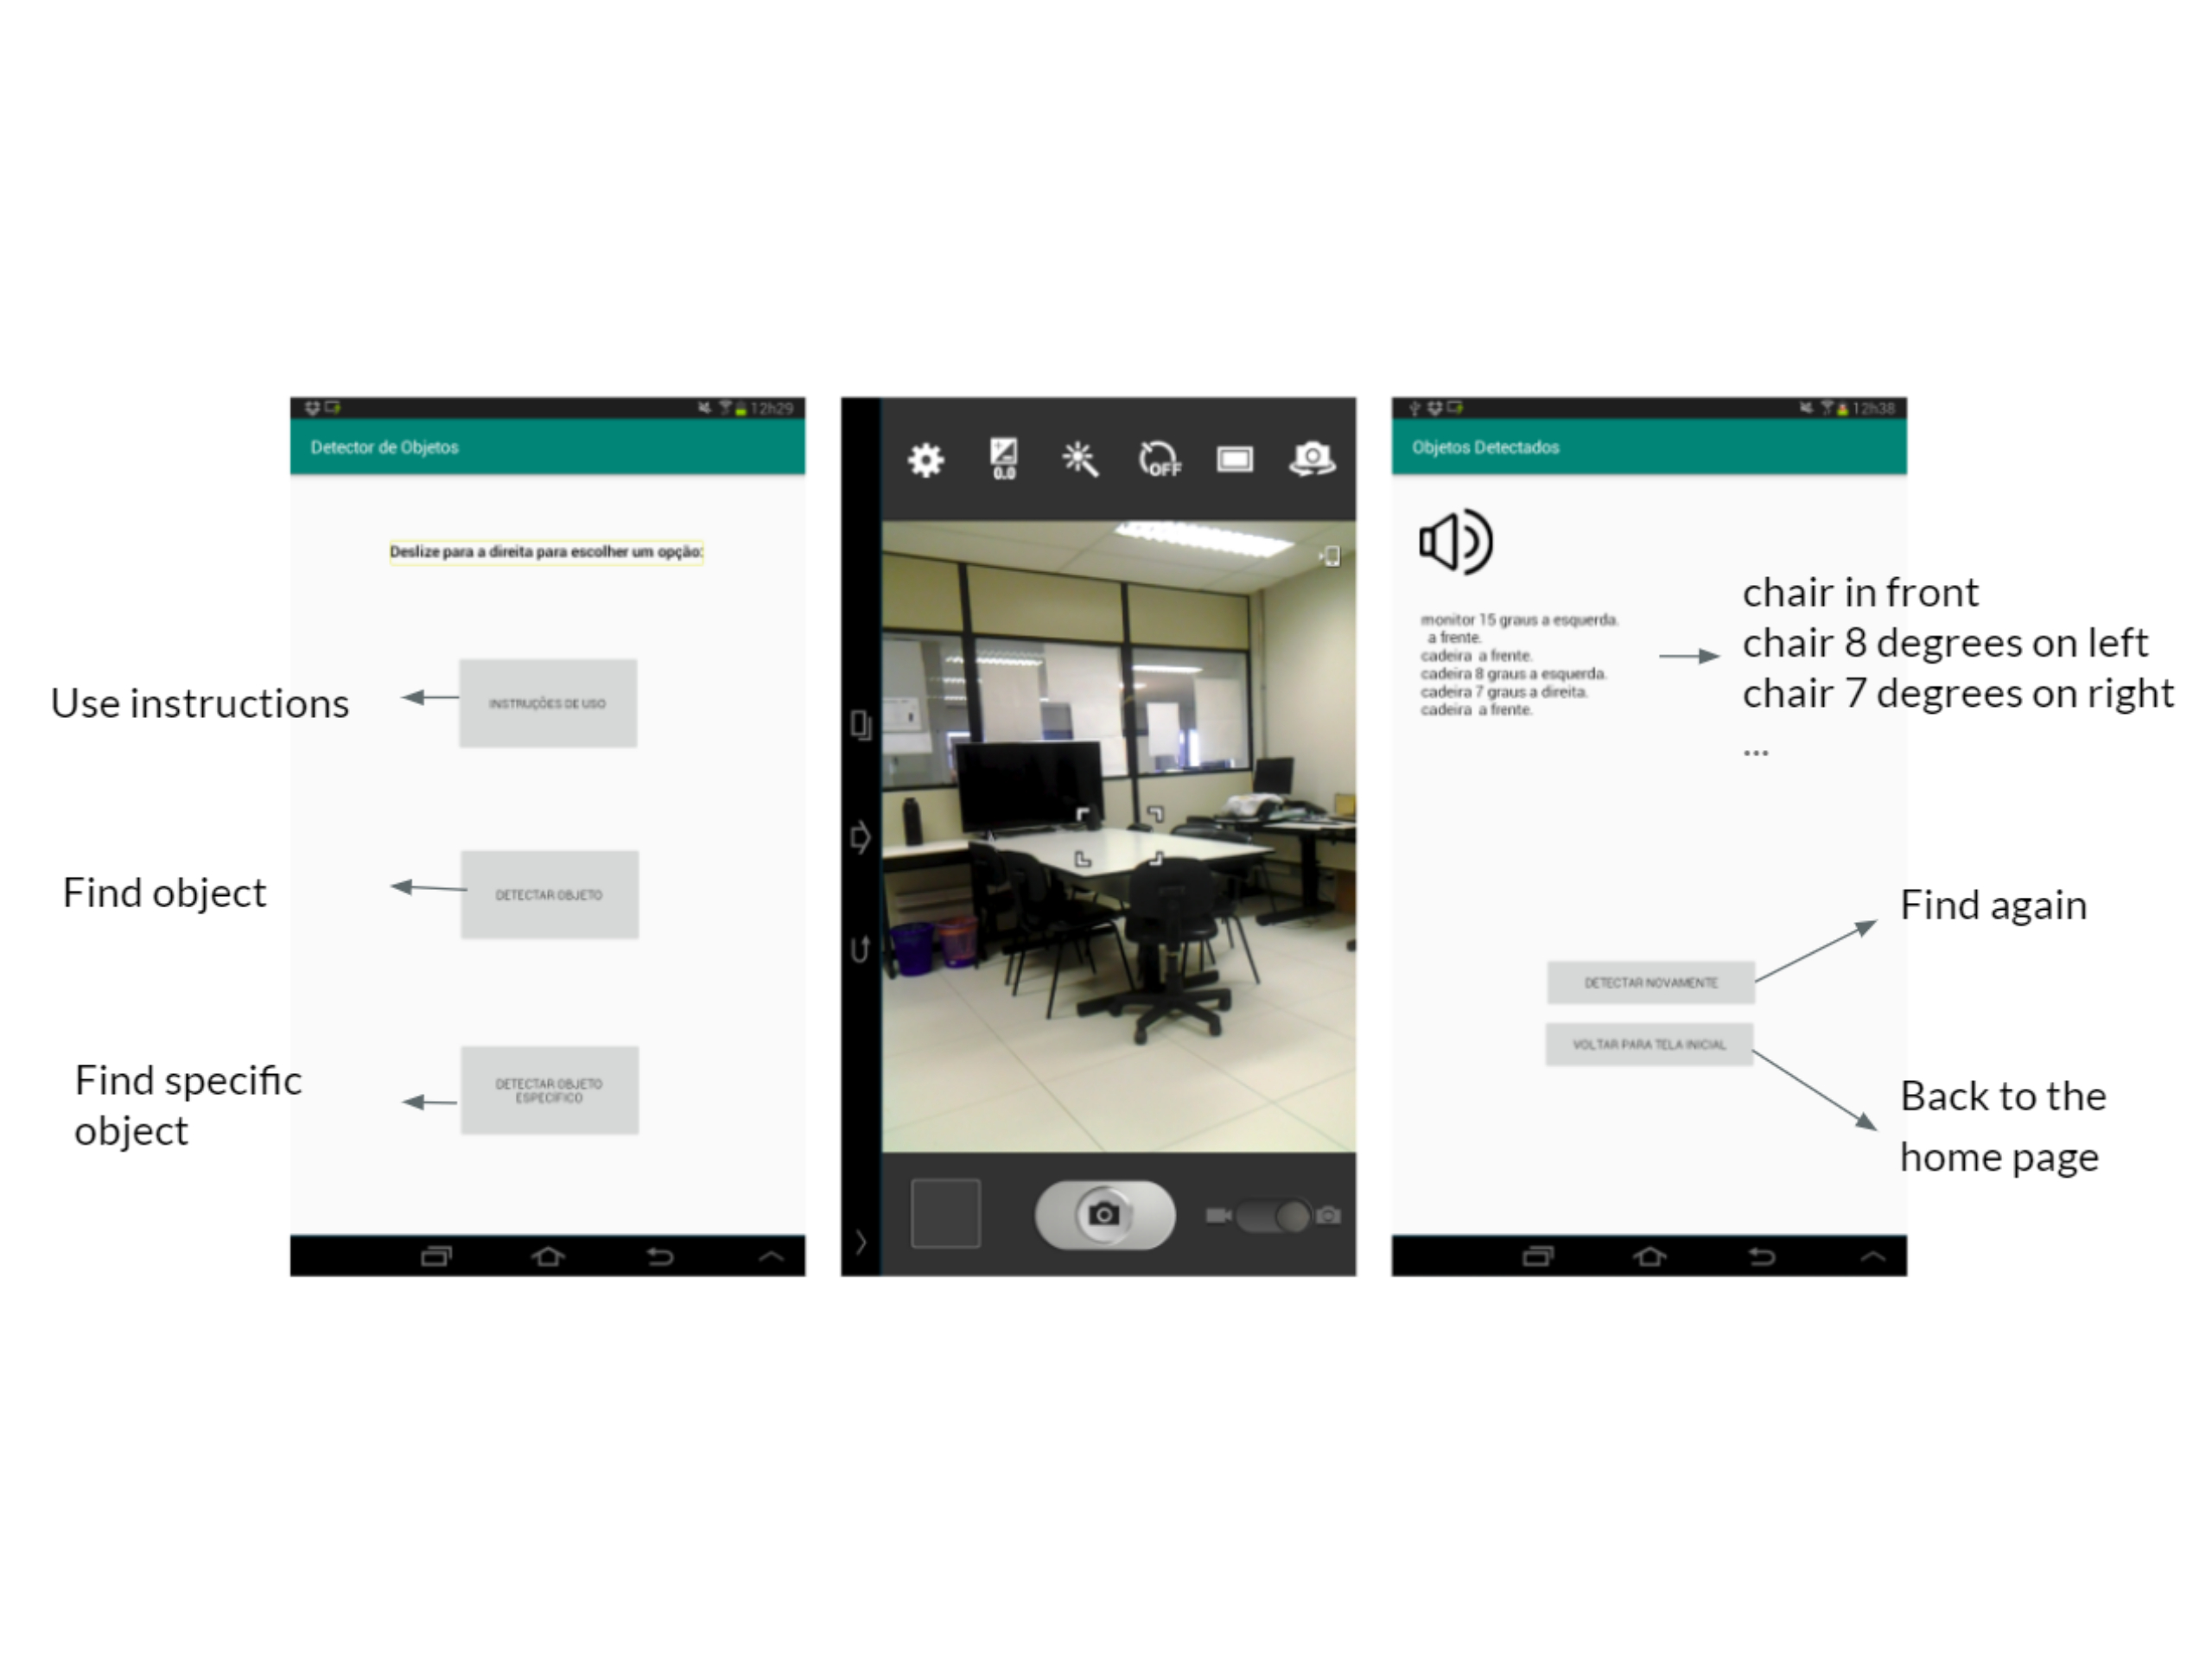 12h29
Detector de Objetos
Deslize para a direita para escolher um opção:
INSTRUÇÕES DE USO
DETECTAR OBJETO
DETECTAR OBJETO
ESPECÍFICO
Use instructions
Find object
Find specific
object
0.0
OFF
12h38
Objetos Detectados
monitor 15 graus a esquerda.
a frente.
cadeira a frente.
cadeira 8 graus a esquerda.
cadeira 7 graus a direita.
cadeira a frente.
chair in front
chair 8 degrees on left
chair 7 degrees on right
...
DETECTAR NOVAMENTE
VOLTAR PARA TELA INICIAL
Find again
Back to the
home page